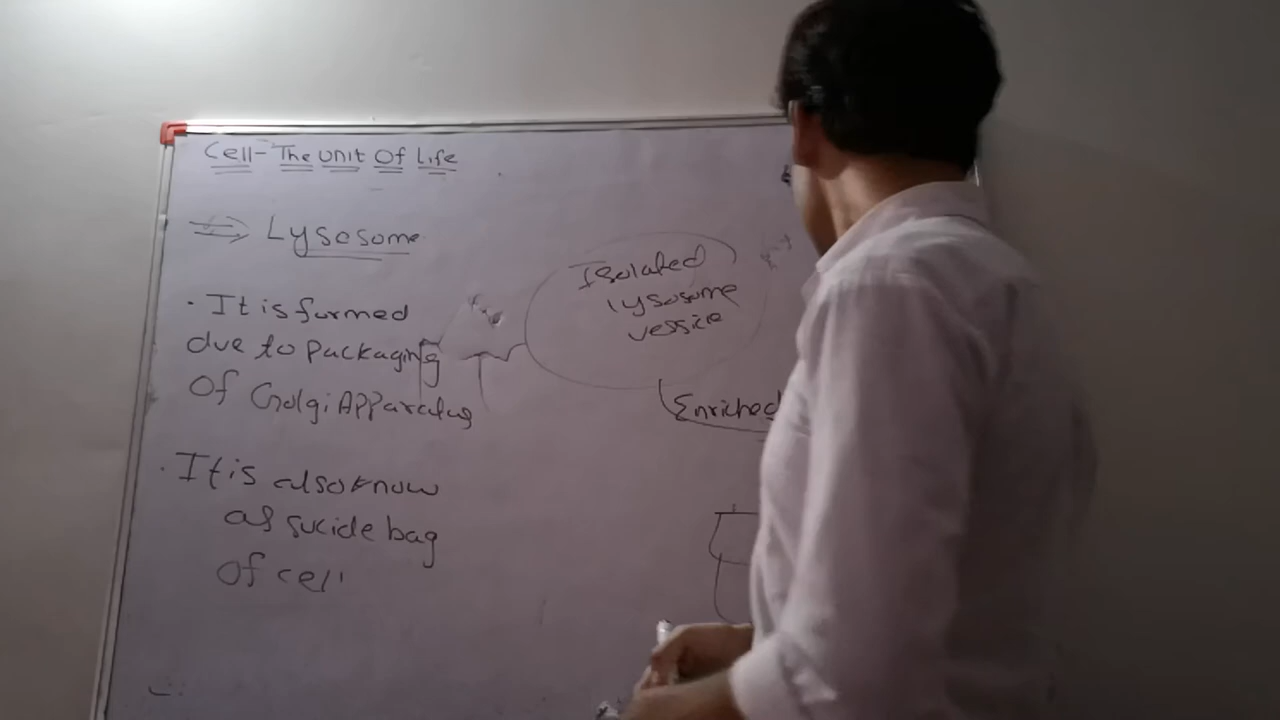 Cell-The Unit Of Life
Lysosome
· It is formed
due to packaging
Of Golgi Apparatus
· It is also know
as sucide bag
Of cell
Isolated
lysosome
vessicle
Enriched